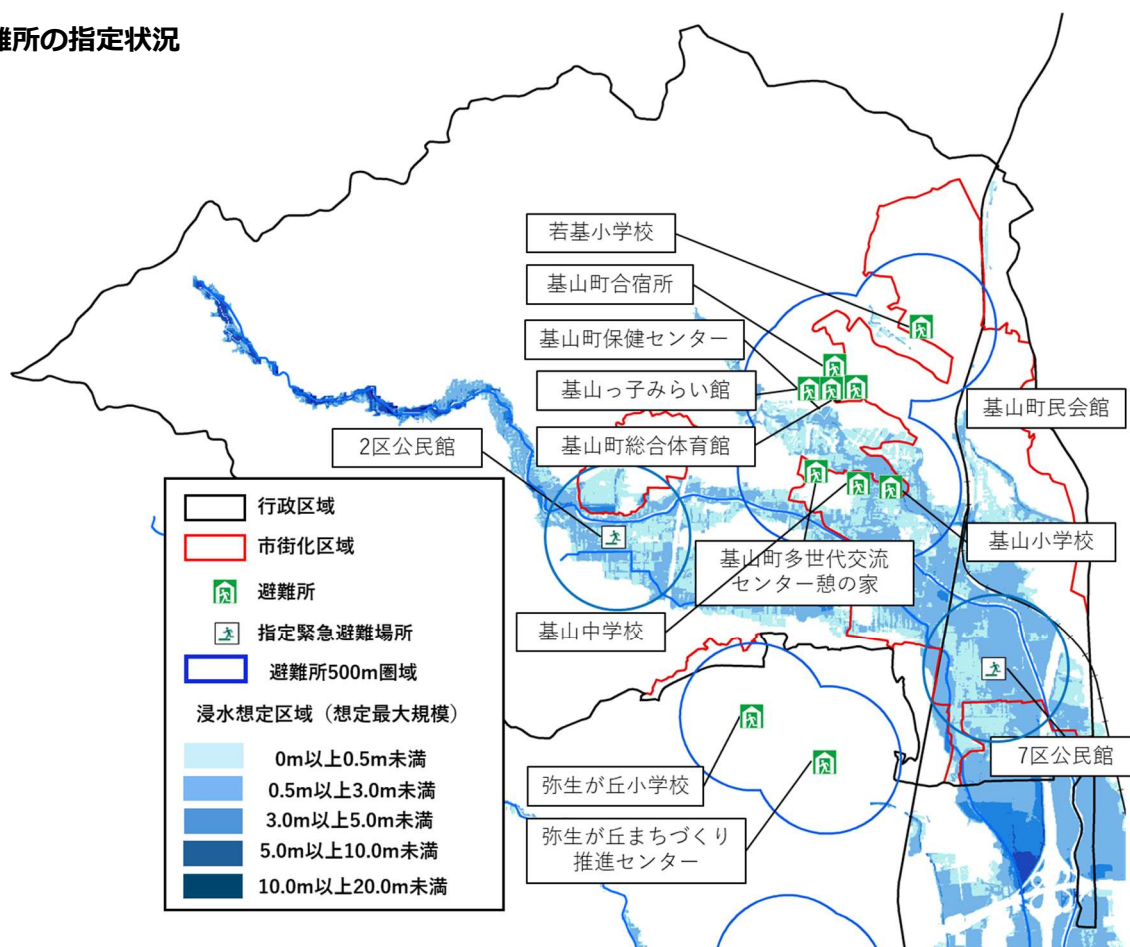 難所の指定状況
若基小学校
基山町合宿所
基山町保健センター
基山っ子みらい館
基山町総合体育館
2区公民館
基山町民会館
基山小学校
基山町多世代交流
センター憩の家
基山中学校
7区公民館
弥生が丘小学校
弥生が丘まちづくり
推進センター
行政区域
市街化区域
避難所
指定緊急避難場所
避難所500m圏域
浸水想定区域（想定最大規模）
0m以上0.5m未満
0.5m以上3.0m未満
3.0m以上5.0m未満
5.0m以上10.0m未満
10.0m以上20.0m未満